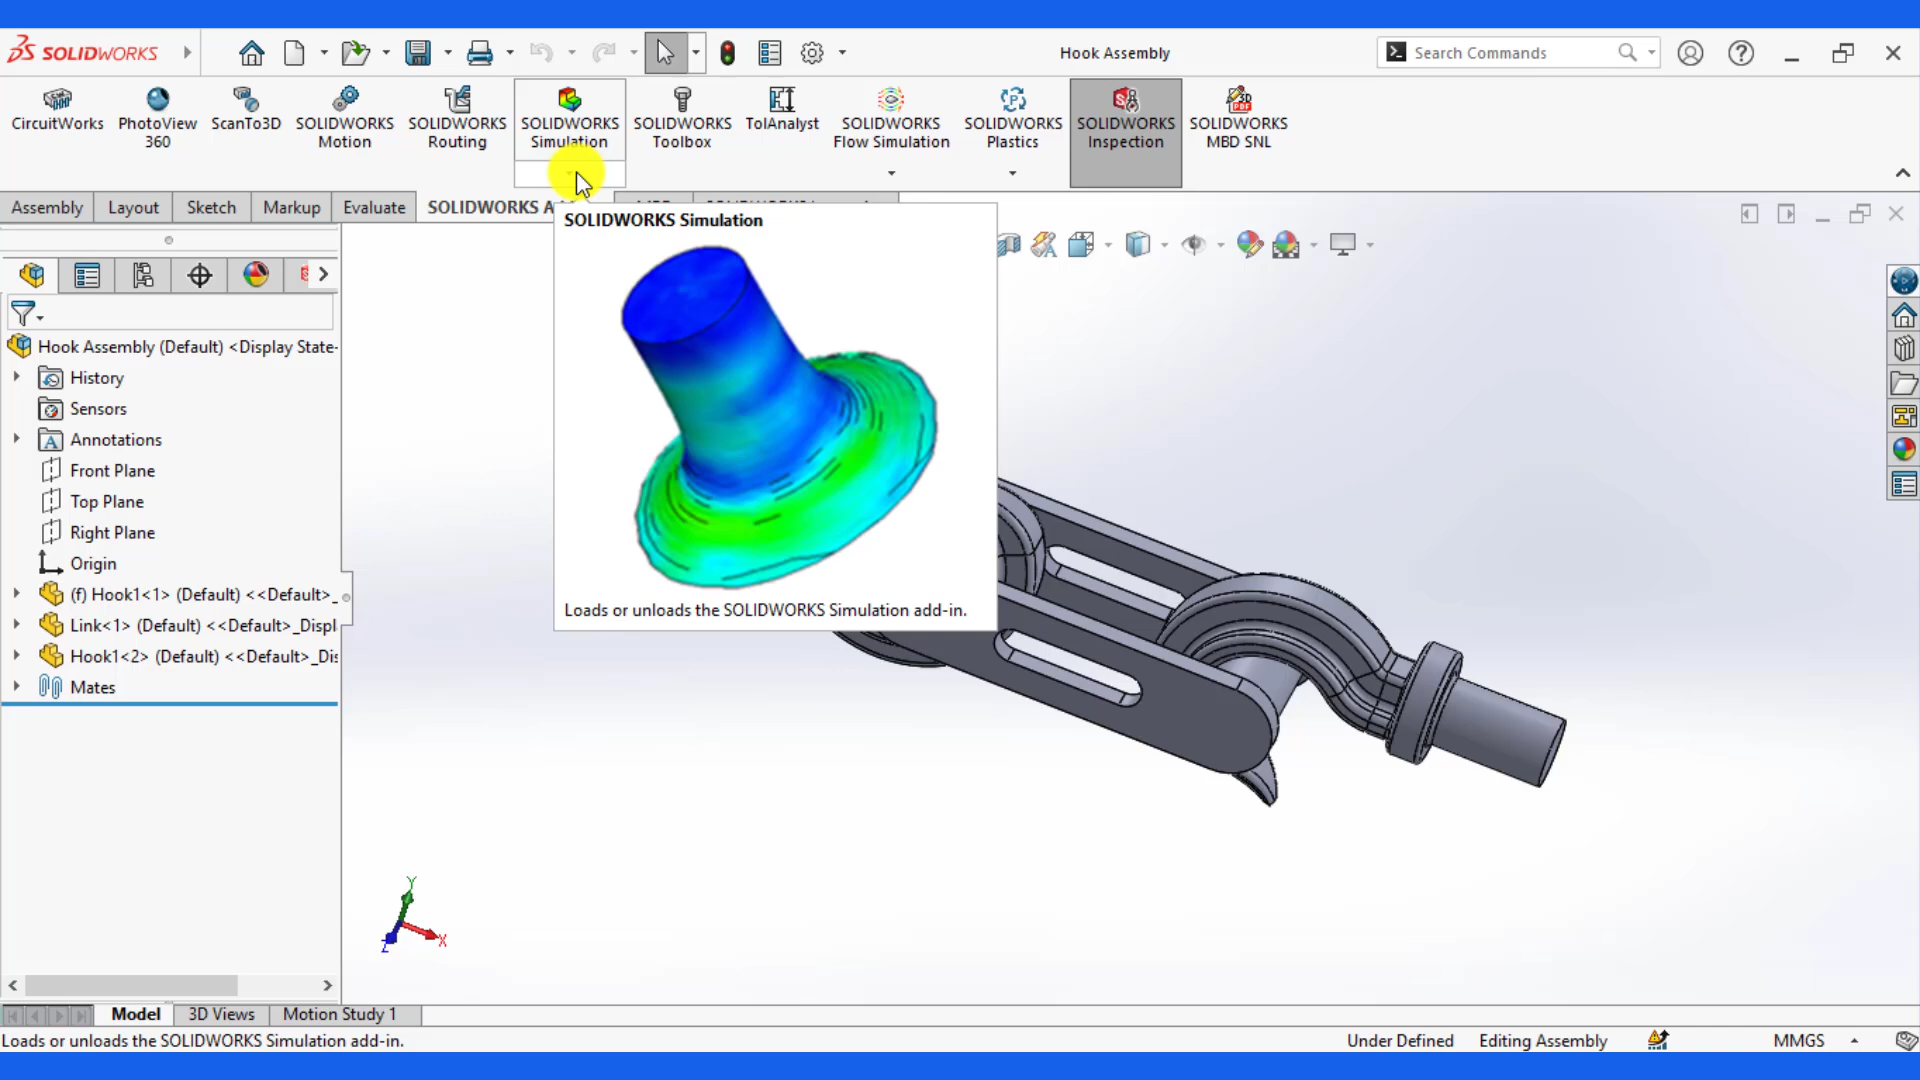 SOLIDWORKS
Hook Assembly
Search Commands
CircuitWorks
PhotoView
360
ScanTo3D
SOLIDWORKS
Motion
SOLIDWORKS
Routing
SOLIDWORKS
Simulation
SOLIDWORKS
Toolbox
TolAnalyst
SOLIDWORKS
Flow Simulation
SOLIDWORKS
Plastics
SOLIDWORKS
Inspection
SOLIDWORKS
MBD SNL
Assembly
Layout
Sketch
Markup
Evaluate
SOLIDWORKS A
SOLIDWORKS Simulation
Loads or unloads the SOLIDWORKS Simulation add-in.
Hook Assembly (Default) <Display State-
History
Sensors
Annotations
Front Plane
Top Plane
Right Plane
Origin
(f) Hook1<1> (Default) <<Default>_
Link<1> (Default) <<Default>_Displ
Hook1<2> (Default) <<Default>_Dis
Mates
Y
X
Z
Model
3D Views
Motion Study 1
Loads or unloads the SOLIDWORKS Simulation add-in.
Under Defined
Editing Assembly
MMGS